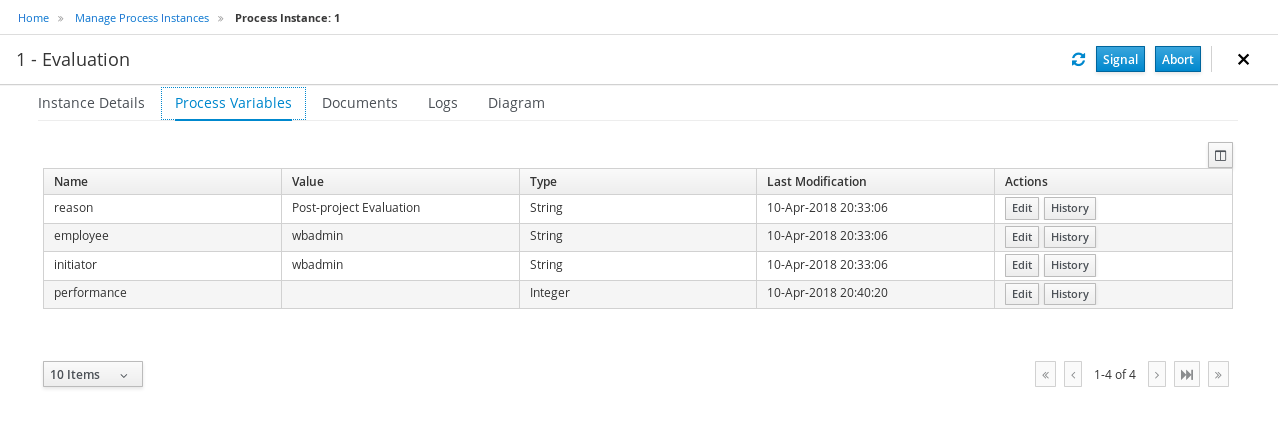 Home » Manage Process Instances » Process Instance: 1
1 - Evaluation Signal Abort
Instance Details Process Variables Documents Logs Diagram
Name Value Type Last Modification Actions
reason Post-project Evaluation String 10-Apr-2018 20:33:06 Edit History
employee wbadmin String 10-Apr-2018 20:33:06 Edit History
initiator wbadmin String 10-Apr-2018 20:33:06 Edit History
performance Integer 10-Apr-2018 20:40:20 Edit History
10 Items « ‹ 1-4 of 4 › »